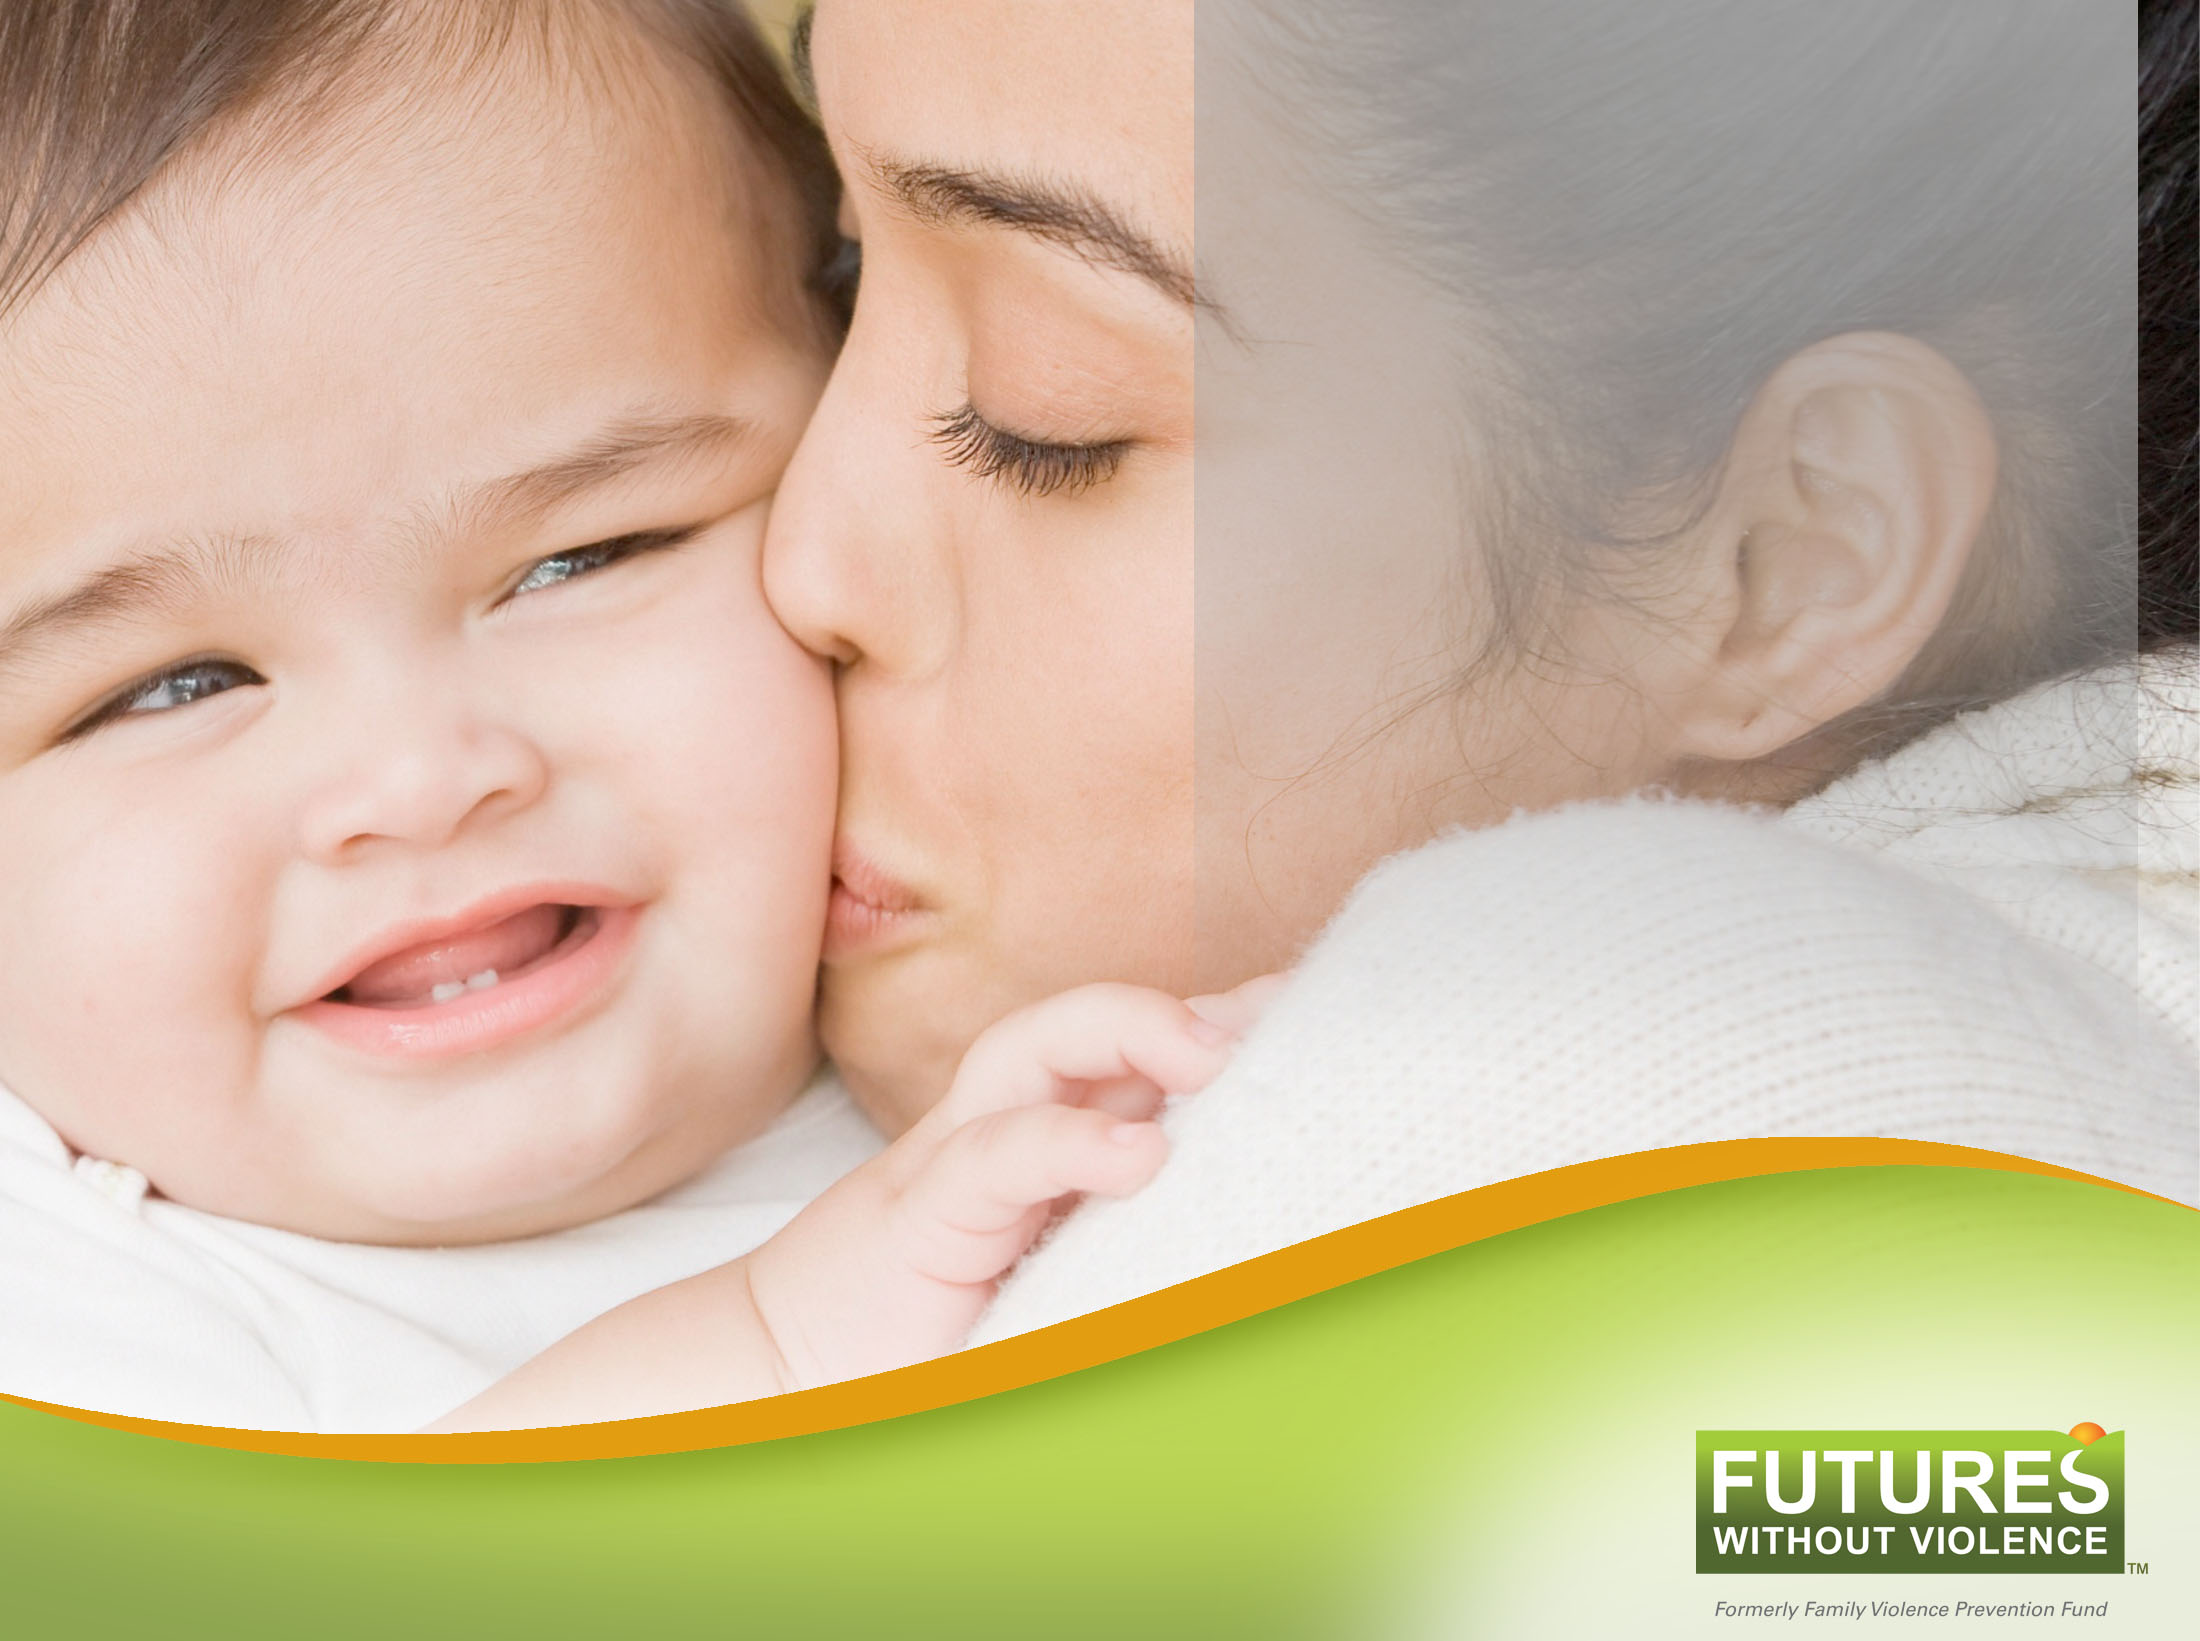 FUTURES
WITHOUT VIOLENCE
TM
Formerly Family Violence Prevention Fund